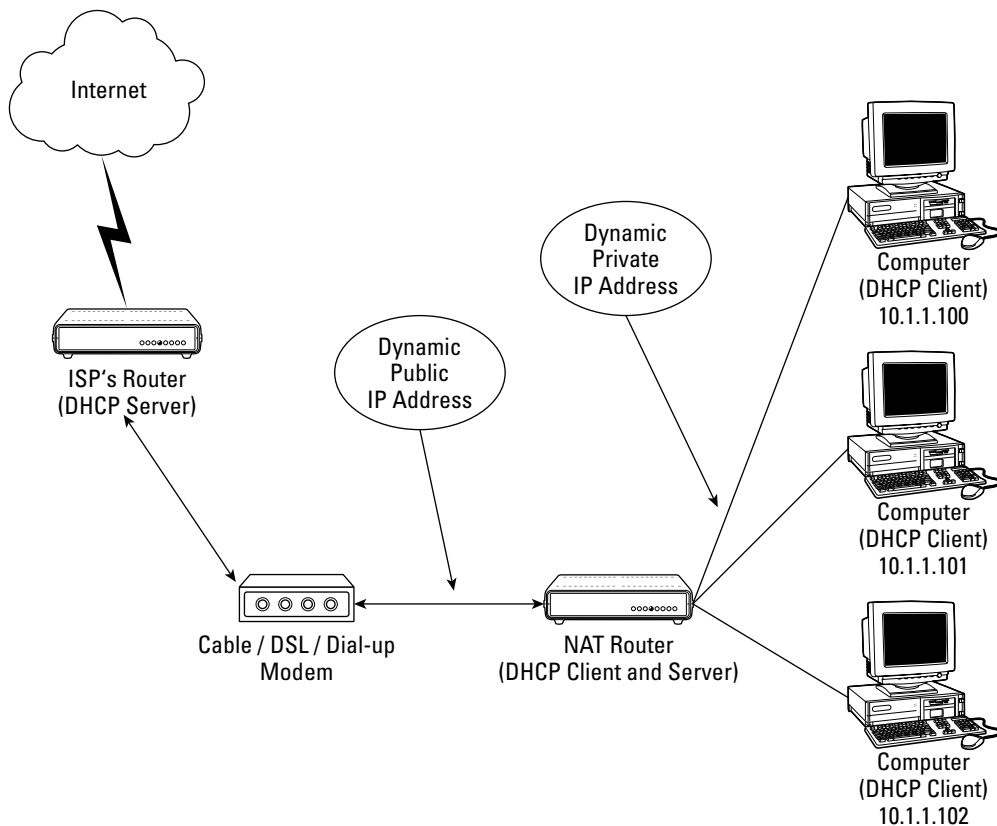 Internet
ISP‘s Router
(DHCP Server)
Dynamic
Public
IP Address
Dynamic
Private
IP Address
Cable / DSL / Dial-up
Modem
NAT Router
(DHCP Client and Server)
Computer
(DHCP Client)
10.1.1.100
Computer
(DHCP Client)
10.1.1.101
Computer
(DHCP Client)
10.1.1.102